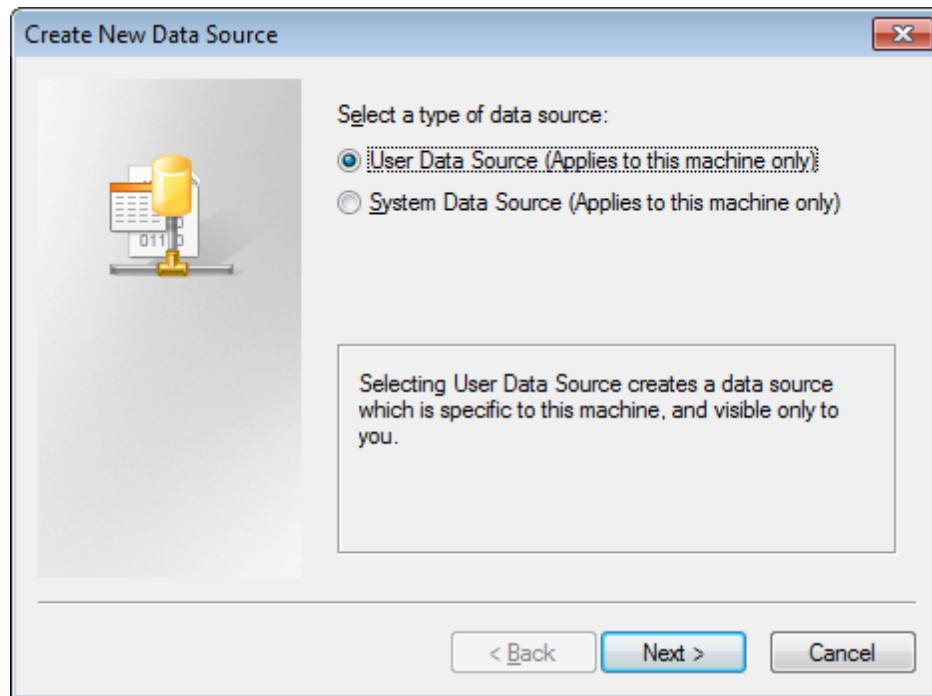 Create New Data Source
Select a type of data source:
User Data Source (Applies to this machine only)
System Data Source (Applies to this machine only)
0
01110
Selecting User Data Source creates a data source
which is specific to this machine, and visible only to
you.
< Back
Next >
Cancel